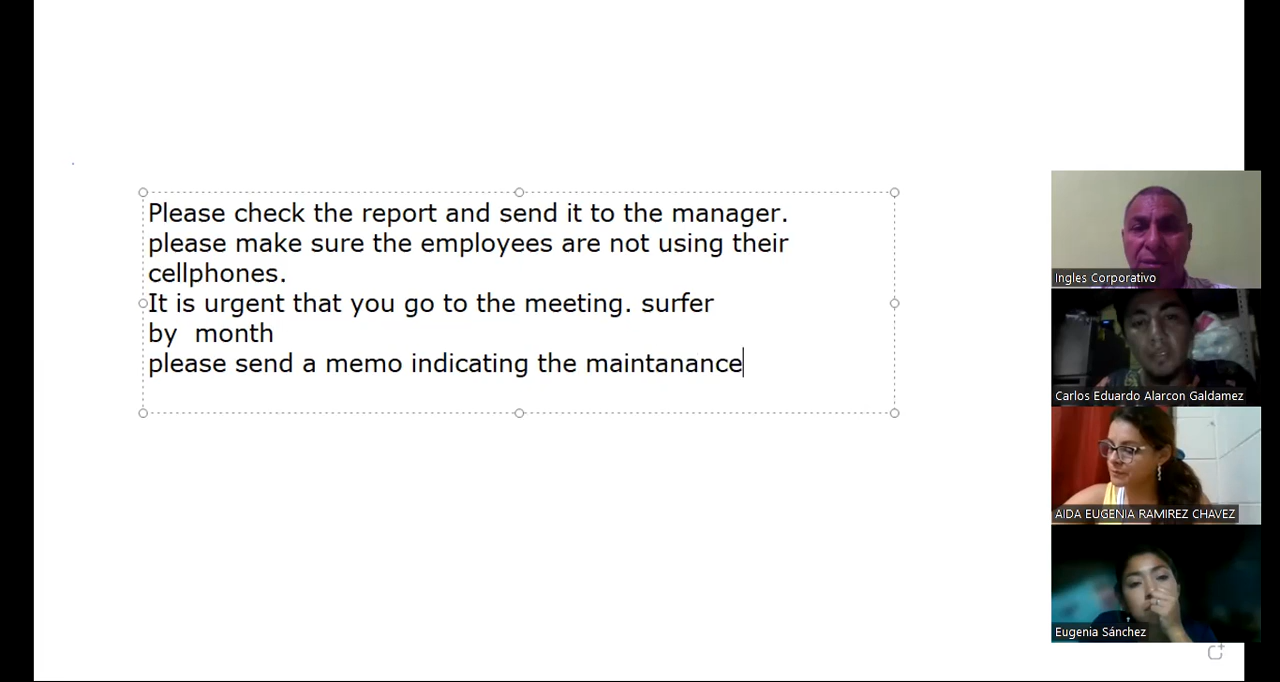 Please check the report and send it to the manager.
please make sure the employees are not using their
cellphones.
It is urgent that you go to the meeting. surfer
by  month
please send a memo indicating the maintanance
Ingles Corporativo
Carlos Eduardo Alarcon Galdamez
AIDA EUGENIA RAMIREZ CHAVEZ
Eugenia Sánchez